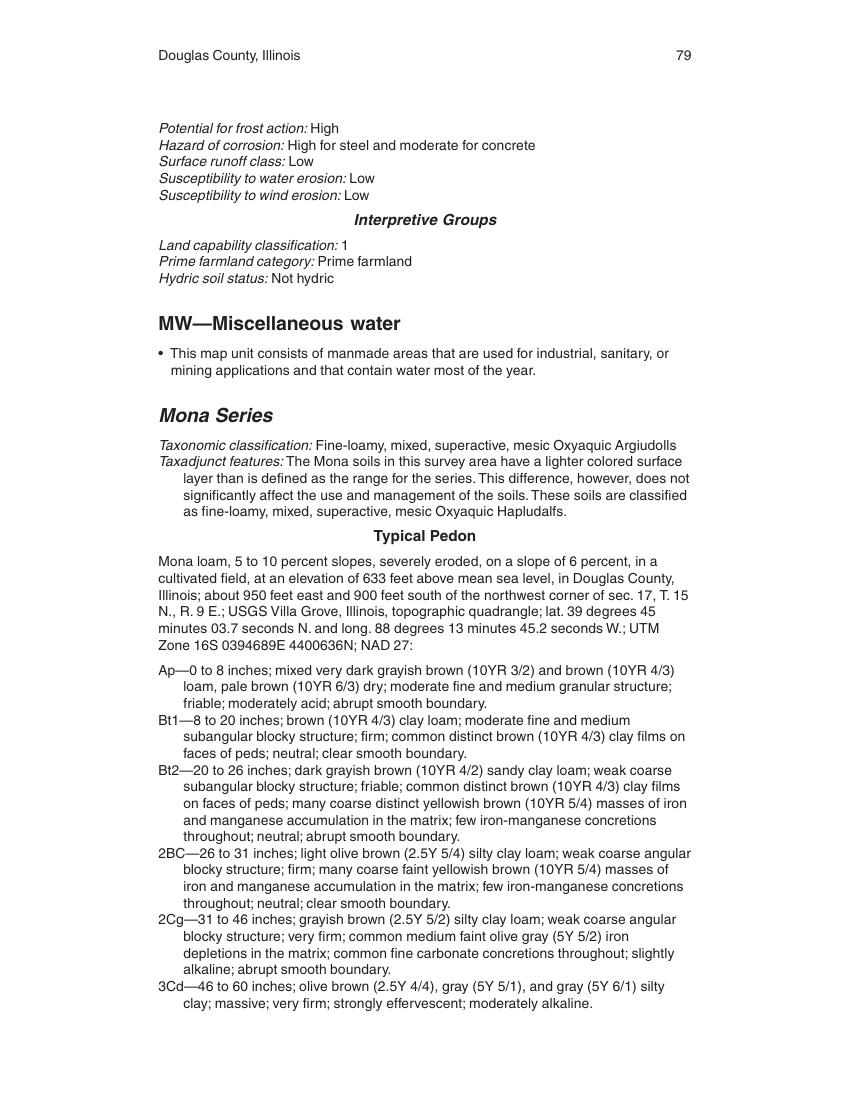 Douglas County, Illinois 79
Potential for frost action: High
Hazard of corrosion: High for steel and moderate for concrete
Surface runoff class: Low
Susceptibility to water erosion: Low
Susceptibility to wind erosion: Low
Interpretive Groups
Land capability classification: 1
Prime farmland category: Prime farmland
Hydric soil status: Not hydric
MW—Miscellaneous water
• This map unit consists of manmade areas that are used for industrial, sanitary, or
mining applications and that contain water most of the year.
Mona Series
Taxonomic classification: Fine-loamy, mixed, superactive, mesic Oxyaquic Argiudolls
Taxadjunct features: The Mona soils in this survey area have a lighter colored surface
layer than is defined as the range for the series. This difference, however, does not
significantly affect the use and management of the soils. These soils are classified
as fine-loamy, mixed, superactive, mesic Oxyaquic Hapludalfs.
Typical Pedon
Mona loam, 5 to 10 percent slopes, severely eroded, on a slope of 6 percent, in a
cultivated field, at an elevation of 633 feet above mean sea level, in Douglas County,
Illinois; about 950 feet east and 900 feet south of the northwest corner of sec. 17, T. 15
N., R. 9 E.; USGS Villa Grove, Illinois, topographic quadrangle; lat. 39 degrees 45
minutes 03.7 seconds N. and long. 88 degrees 13 minutes 45.2 seconds W.; UTM
Zone 16S 0394689E 4400636N; NAD 27:
Ap—0 to 8 inches; mixed very dark grayish brown (10YR 3/2) and brown (10YR 4/3)
loam, pale brown (10YR 6/3) dry; moderate fine and medium granular structure;
friable; moderately acid; abrupt smooth boundary.
Bt1—8 to 20 inches; brown (10YR 4/3) clay loam; moderate fine and medium
subangular blocky structure; firm; common distinct brown (10YR 4/3) clay films on
faces of peds; neutral; clear smooth boundary.
Bt2—20 to 26 inches; dark grayish brown (10YR 4/2) sandy clay loam; weak coarse
subangular blocky structure; friable; common distinct brown (10YR 4/3) clay films
on faces of peds; many coarse distinct yellowish brown (10YR 5/4) masses of iron
and manganese accumulation in the matrix; few iron-manganese concretions
throughout; neutral; abrupt smooth boundary.
2BC—26 to 31 inches; light olive brown (2.5Y 5/4) silty clay loam; weak coarse angular
blocky structure; firm; many coarse faint yellowish brown (10YR 5/4) masses of
iron and manganese accumulation in the matrix; few iron-manganese concretions
throughout; neutral; clear smooth boundary.
2Cg—31 to 46 inches; grayish brown (2.5Y 5/2) silty clay loam; weak coarse angular
blocky structure; very firm; common medium faint olive gray (5Y 5/2) iron
depletions in the matrix; common fine carbonate concretions throughout; slightly
alkaline; abrupt smooth boundary.
3Cd—46 to 60 inches; olive brown (2.5Y 4/4), gray (5Y 5/1), and gray (5Y 6/1) silty
clay; massive; very firm; strongly effervescent; moderately alkaline.